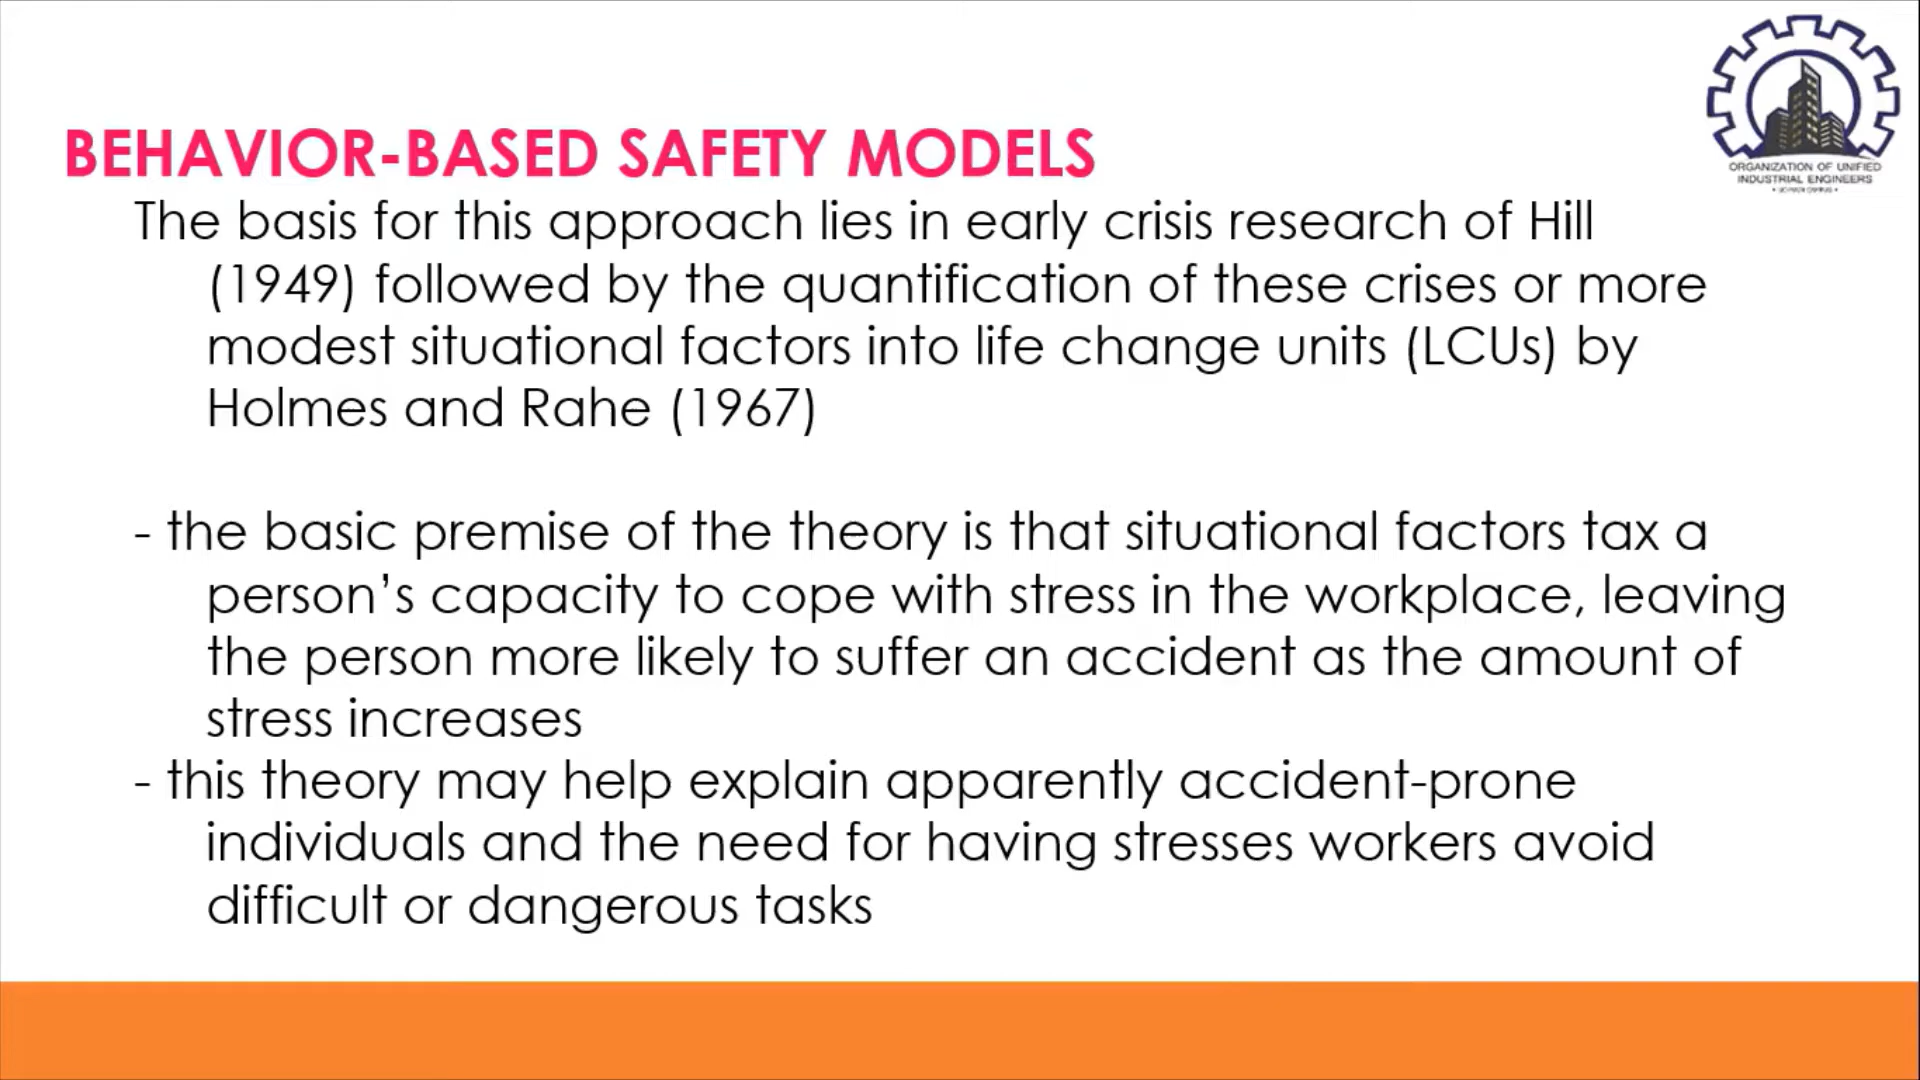 ORGANIZATION OF UNIFIED
INDUSTRIAL ENGINEERS
BEHAVIOR-BASED SAFETY MODELS
The basis for this approach lies in early crisis research of Hill
(1949) followed by the quantification of these crises or more
modest situational factors into life change units (LCUs) by
Holmes and Rahe (1967)
- the basic premise of the theory is that situational factors tax a
person’s capacity to cope with stress in the workplace, leaving
the person more likely to suffer an accident as the amount of
stress increases
- this theory may help explain apparently accident-prone
individuals and the need for having stresses workers avoid
difficult or dangerous tasks